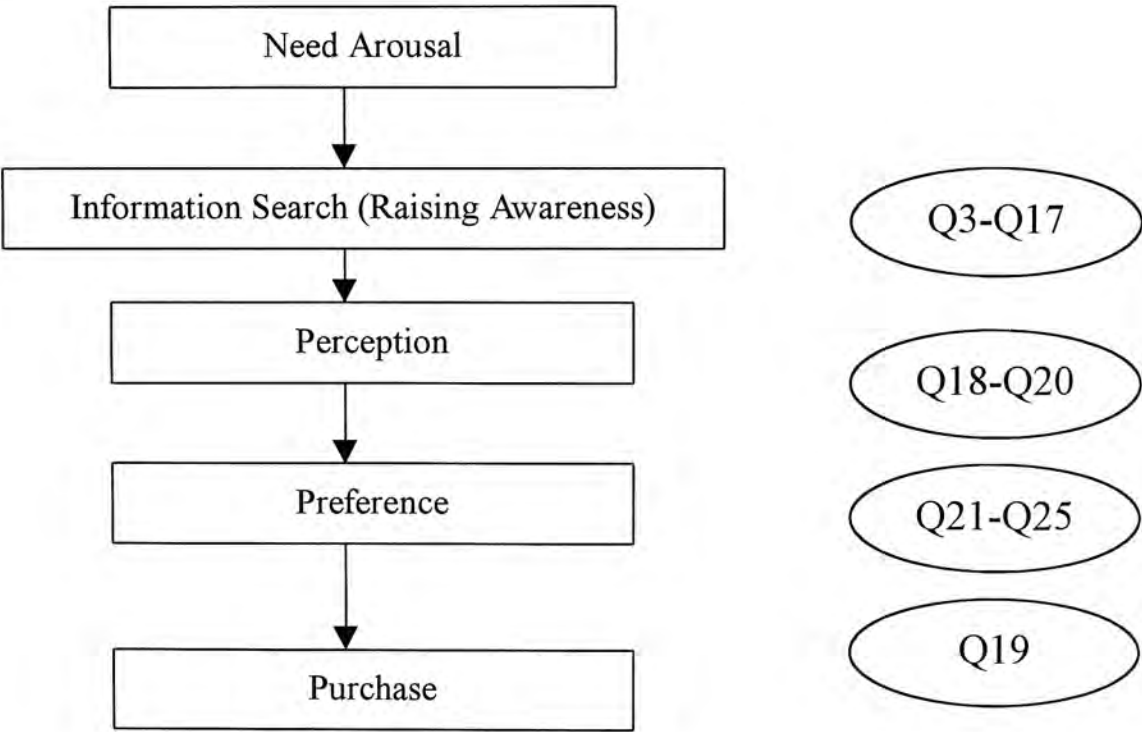 Need Arousal
Information Search (Raising Awareness)
Q3-Q17
Perception
Q18-Q20
Preference
Q21-Q25
Purchase
Q19